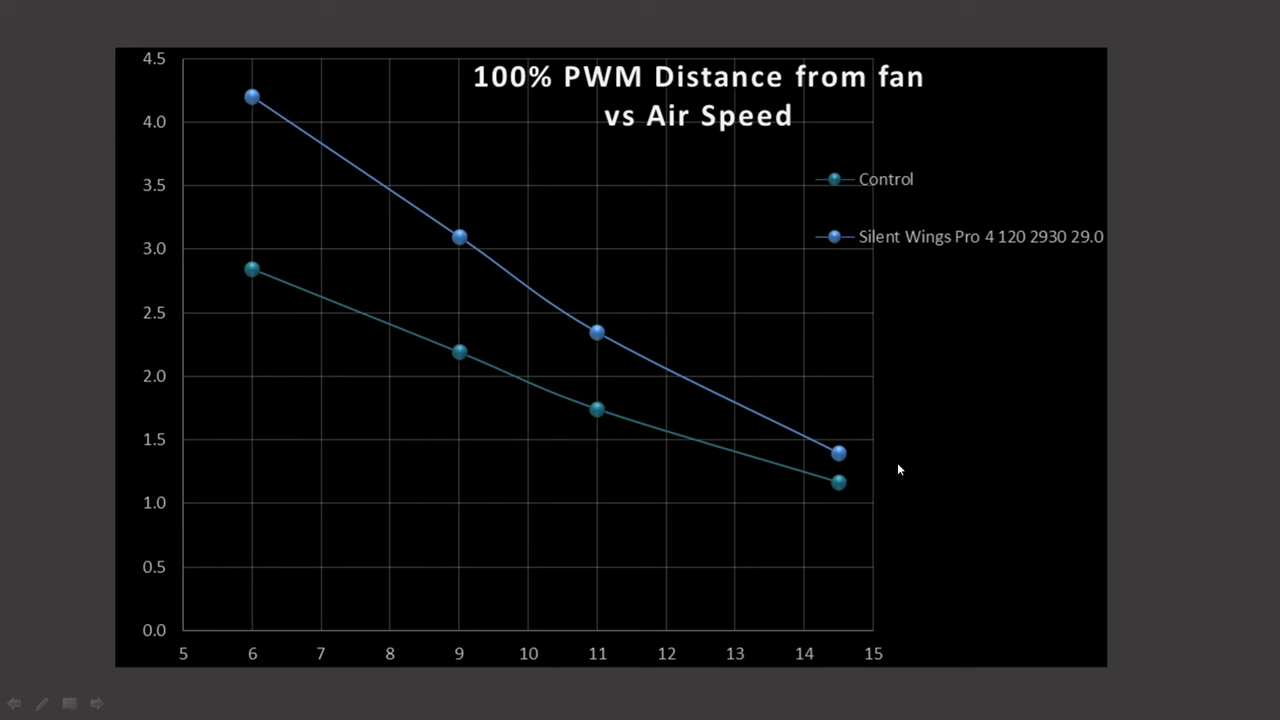 100% PWM Distance from fan
vs Air Speed
4.5
4.0
3.5
3.0
2.5
2.0
1.5
1.0
0.5
0.0
5 6 7 8 9 10 11 12 13 14 15
Control
Silent Wings Pro 4 120 2930 29.0